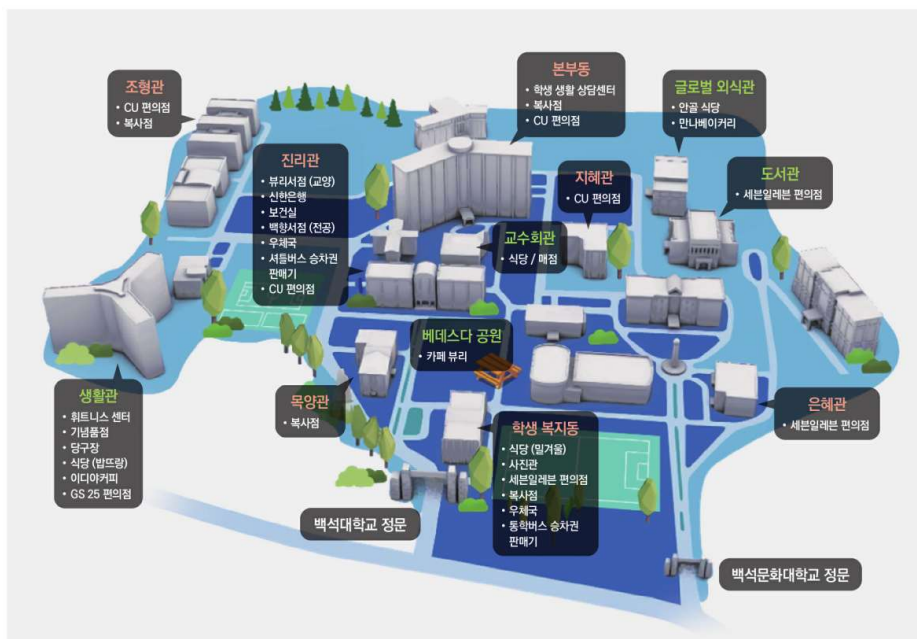 조형관
• CU 편의점
• 복사점
본부동
• 학생 생활 상담센터
• 복사점
• CU 편의점
글로벌 외식관
• 안골 식당
• 만나베이커리
진리관
• 뷰리서점 (교양)
• 신한은행
• 보건실
• 백향서점 (전공)
• 우체국
• 셔틀버스 승차권
판매기
• CU 편의점
지혜관
• CU 편의점
도서관
• 세븐일레븐 편의점
교수회관
• 식당 / 매점
베데스다 공원
• 카페 뷰리
생활관
• 휘트니스 센터
• 기념품점
• 당구장
• 식당 (밥뜨랑)
• 이디야커피
• GS 25 편의점
목양관
• 복사점
학생 복지동
• 식당 (밀겨울)
• 사진관
• 세븐일레븐 편의점
• 복사점
• 우체국
• 통학버스 승차권
판매기
은혜관
• 세븐일레븐 편의점
백석대학교 정문
백석문화대학교 정문